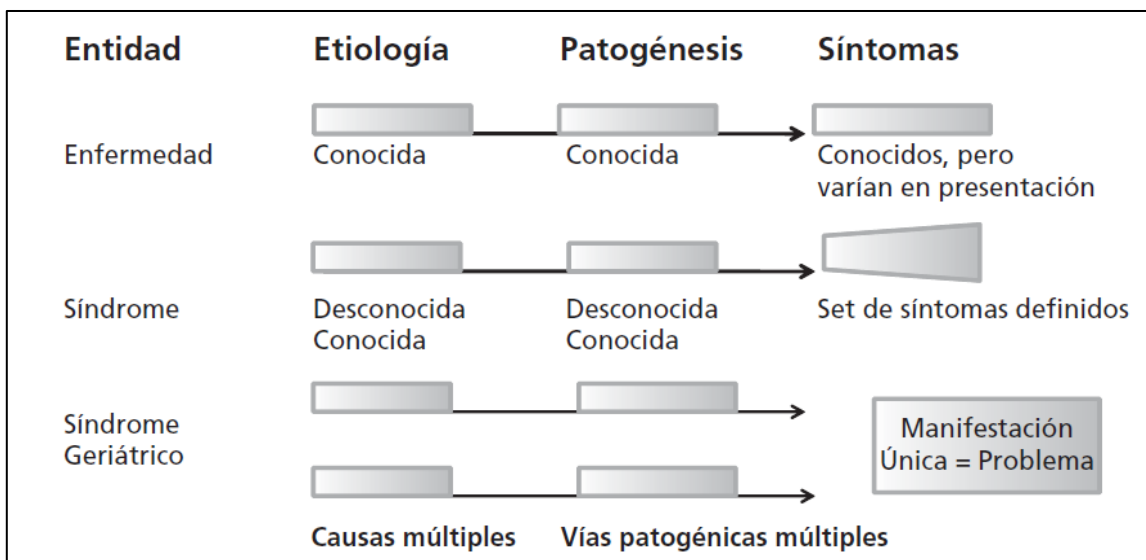 Entidad Etiología Patogénesis Síntomas
Enfermedad Conocida Conocida Conocidos, pero
varían en presentación
Síndrome Desconocida Desconocida Set de síntomas definidos
Conocida Conocida
Síndrome
Geriátrico
Manifestación
Única = Problema
Causas múltiples Vías patogénicas múltiples